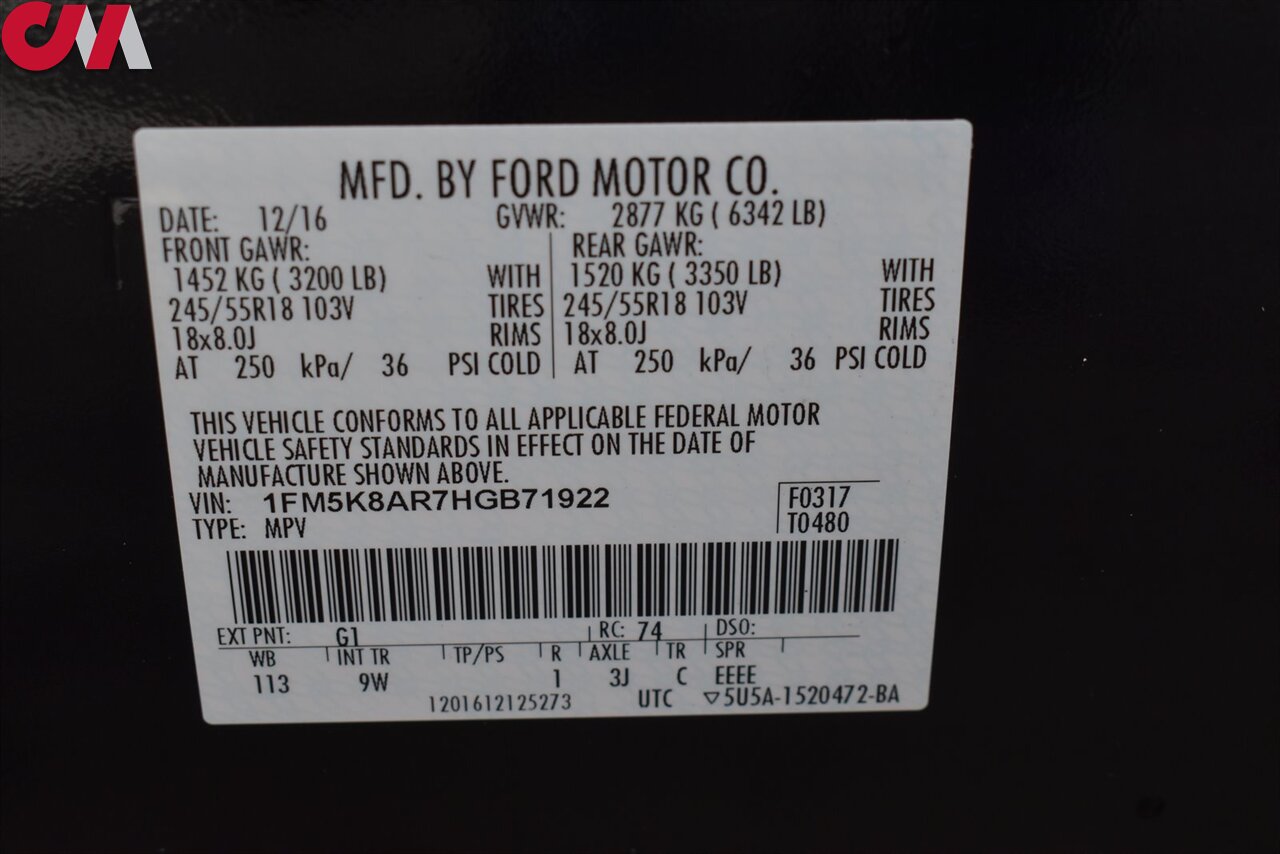 CM
MFD. BY FORD MOTOR CO.
DATE: 12/16 GVWR: 2877 KG ( 6342 LB)
FRONT GAWR: REAR GAWR:
1452 KG ( 3200 LB) WITH 1520 KG ( 3350 LB) WITH
245/55R18 103V TIRES 245/55R18 103V TIRES
18x8.0J RIMS 18x8.0J RIMS
AT 250 kPa/ 36 PSI COLD AT 250 kPa/ 36 PSI COLD
THIS VEHICLE CONFORMS TO ALL APPLICABLE FEDERAL MOTOR
VEHICLE SAFETY STANDARDS IN EFFECT ON THE DATE OF
MANUFACTURE SHOWN ABOVE.
VIN: 1FM5K8AR7HGB71922 F0317
TYPE: MPV T0480
EXT PNT: G1 RC: 74 DSO:
WB INT TR TP/PS R AXLE TR SPR
113 9W 1 3J C EEEE
1201612125273 UTC ▽5U5A-1520472-BA